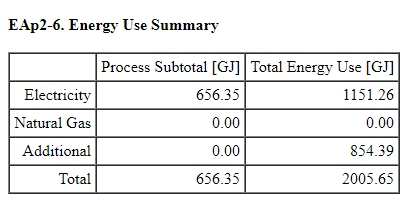 EAp2-6. Energy Use Summary
Process Subtotal [GJ] Total Energy Use [GJ]
Electricity 656.35 1151.26
Natural Gas 0.00 0.00
Additional 0.00 854.39
Total 656.35 2005.65